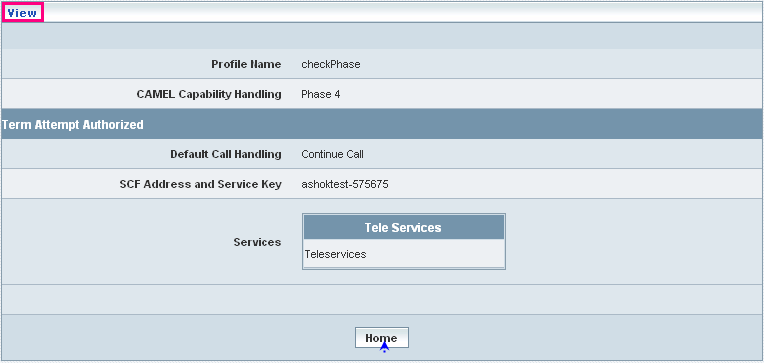 View
Profile Name checkPhase
CAMEL Capability Handling Phase 4
Term Attempt Authorized
Default Call Handling Continue Call
SCF Address and Service Key ashoktest-575675
Tele Services
Services
Teleservices
Home